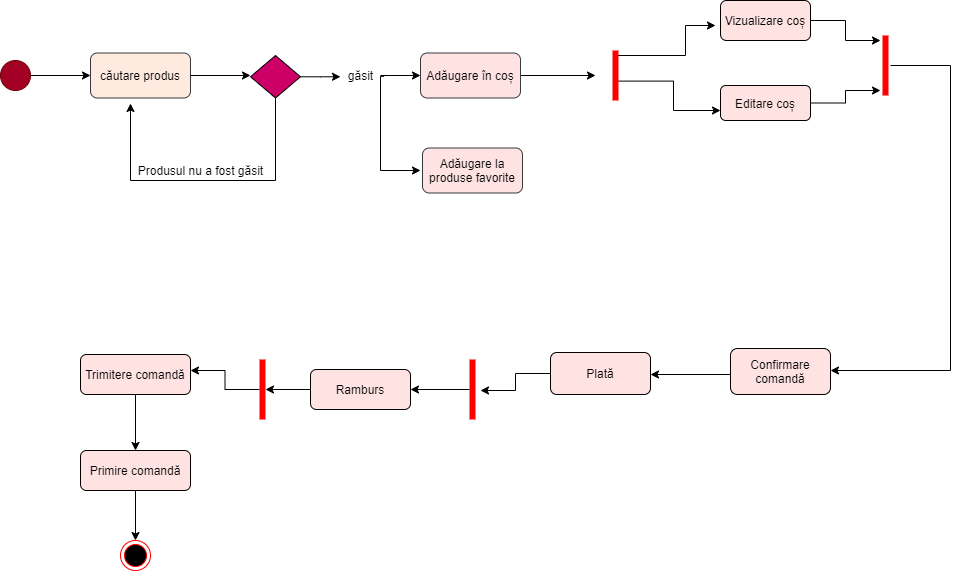 căutare produs
găsit
Adăugare în coș
Vizualizare coș
Editare coș
Produsul nu a fost găsit
Adăugare la
produse favorite
Confirmare
comandă
Plată
Ramburs
Trimitere comandă
Primire comandă